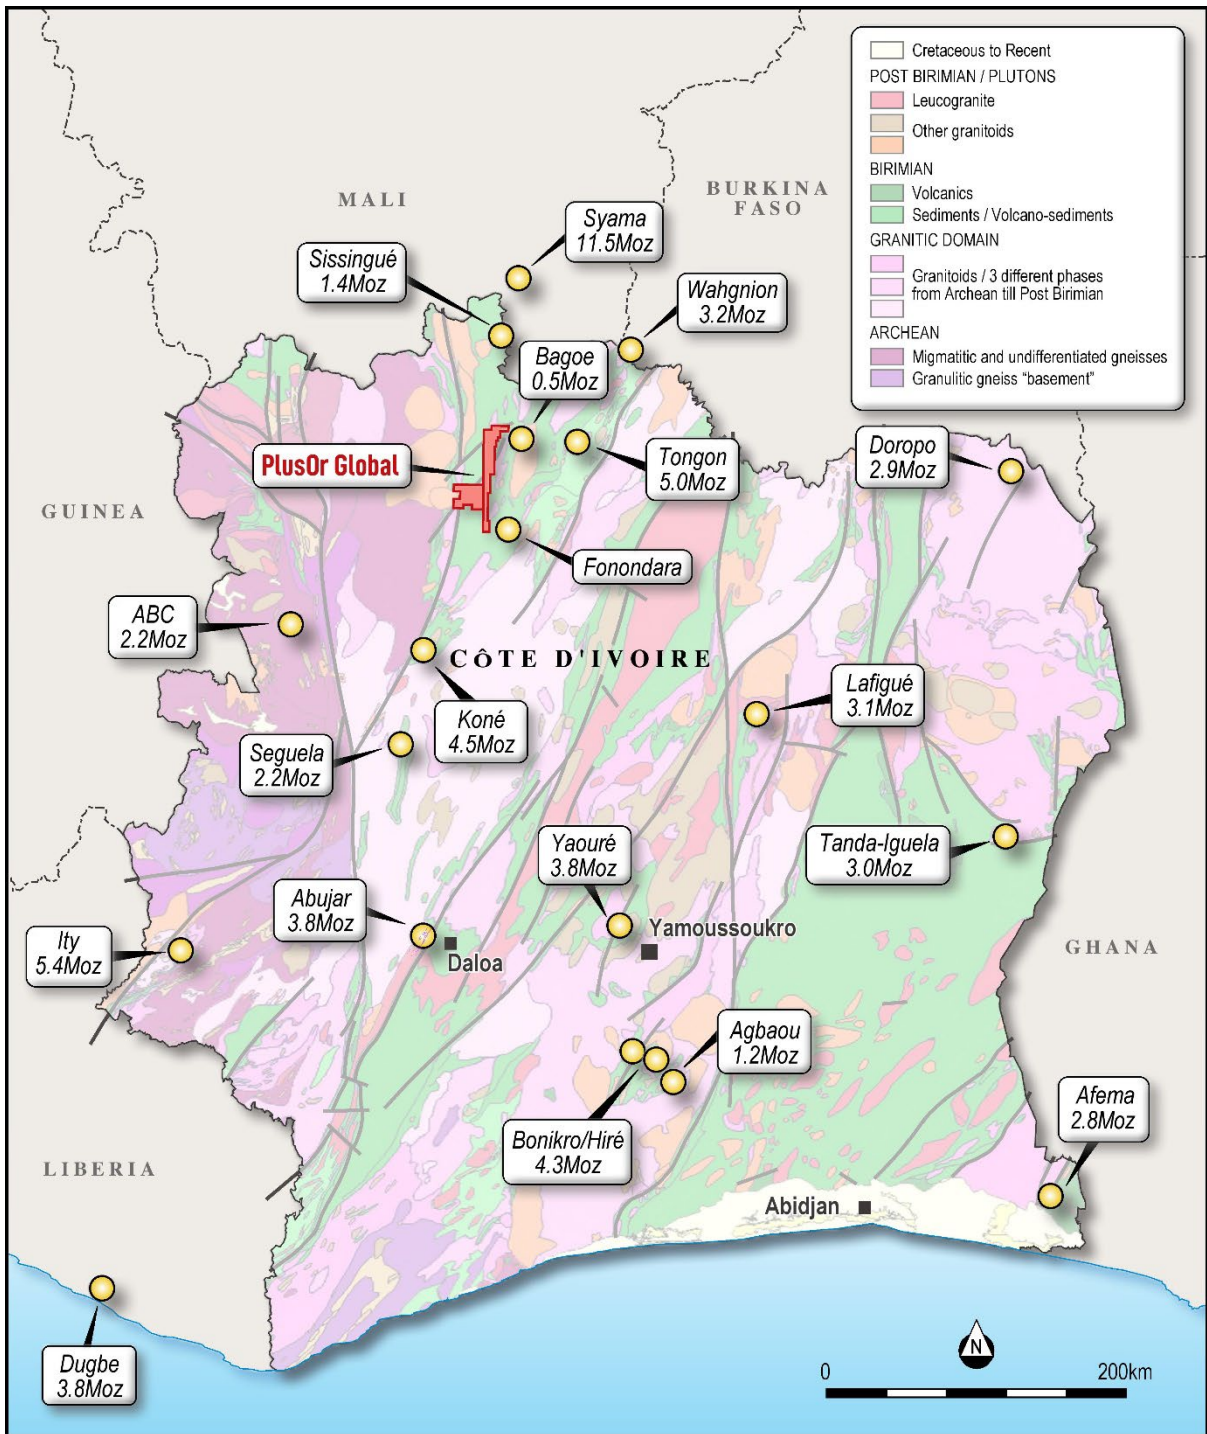 Cretaceous to Recent
POST BIRIMIAN / PLUTONS
Leucogranite
Other granitoids
BIRIMIAN
Volcanics
Sediments / Volcano-sediments
GRANITIC DOMAIN
Granitoids / 3 different phases
from Archean till Post Birimian
ARCHEAN
Migmatitic and undifferentiated gneisses
Granulitic gneiss “basement”
MALI
BURKINA
FASO
Syama
11.5Moz
Sissingué
1.4Moz
Wahgnion
3.2Moz
Bagoe
0.5Moz
PlusOr Global
Tongon
5.0Moz
Doropo
2.9Moz
GUINEA
Fonondara
ABC
2.2Moz
CÔTE D'IVOIRE
Koné
4.5Moz
Lafigué
3.1Moz
Seguela
2.2Moz
Yaouré
3.8Moz
Tanda-Iguela
3.0Moz
Abujar
3.8Moz
Ity
5.4Moz
Daloa
Yamoussoukro
GHANA
Agbaou
1.2Moz
Bonikro/Hiré
4.3Moz
Afema
2.8Moz
LIBERIA
Abidjan
Dugbe
3.8Moz
N
0 200km